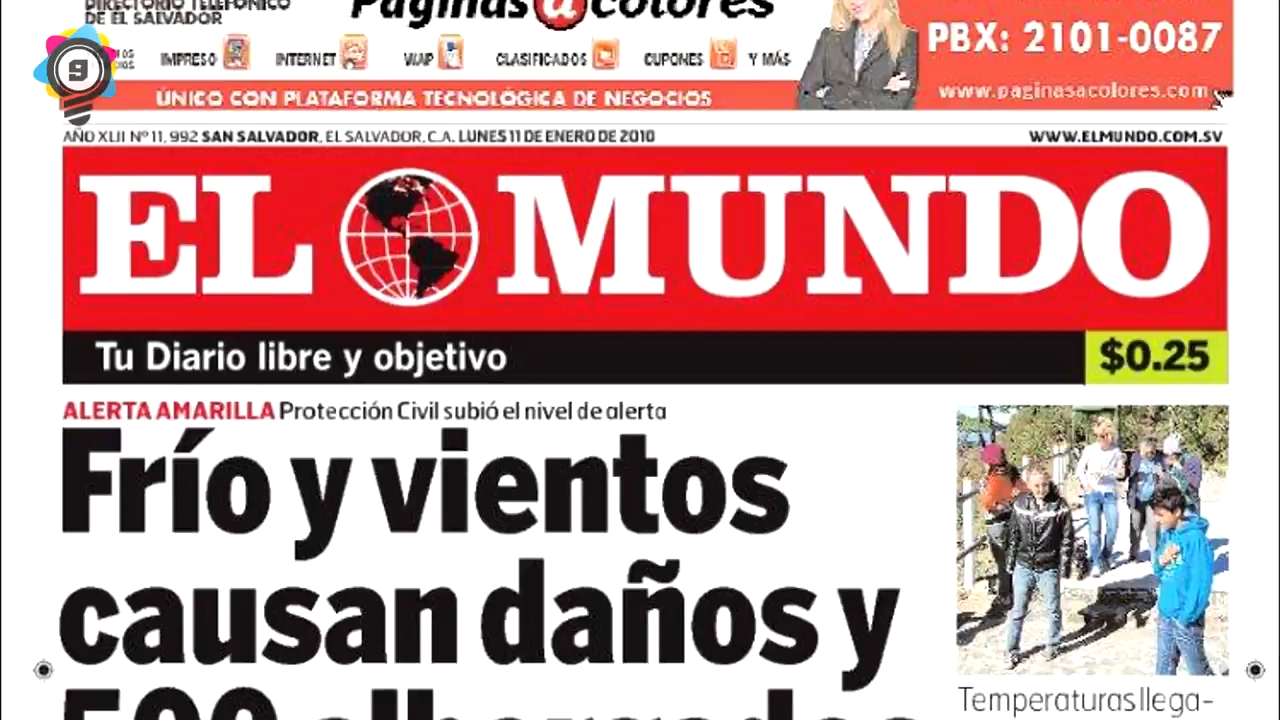 DIRECTORIO TELEFÓNICO
DE EL SALVADOR
Páginas a colores
IMPRESO INTERNET WAP CLASIFICADOS CUPONES Y MÁS
PBX: 2101-0087
www.paginasacolores.com
ÚNICO CON PLATAFORMA TECNOLÓGICA DE NEGOCIOS
9
AÑO XLII Nº 11, 992 SAN SALVADOR, EL SALVADOR, C.A. LUNES 11 DE ENERO DE 2010
WWW.ELMUNDO.COM.SV
EL MUNDO
Tu Diario libre y objetivo
$0.25
ALERTA AMARILLA Protección Civil subió el nivel de alerta
Frío y vientos
causan daños y
Temperaturas llega-